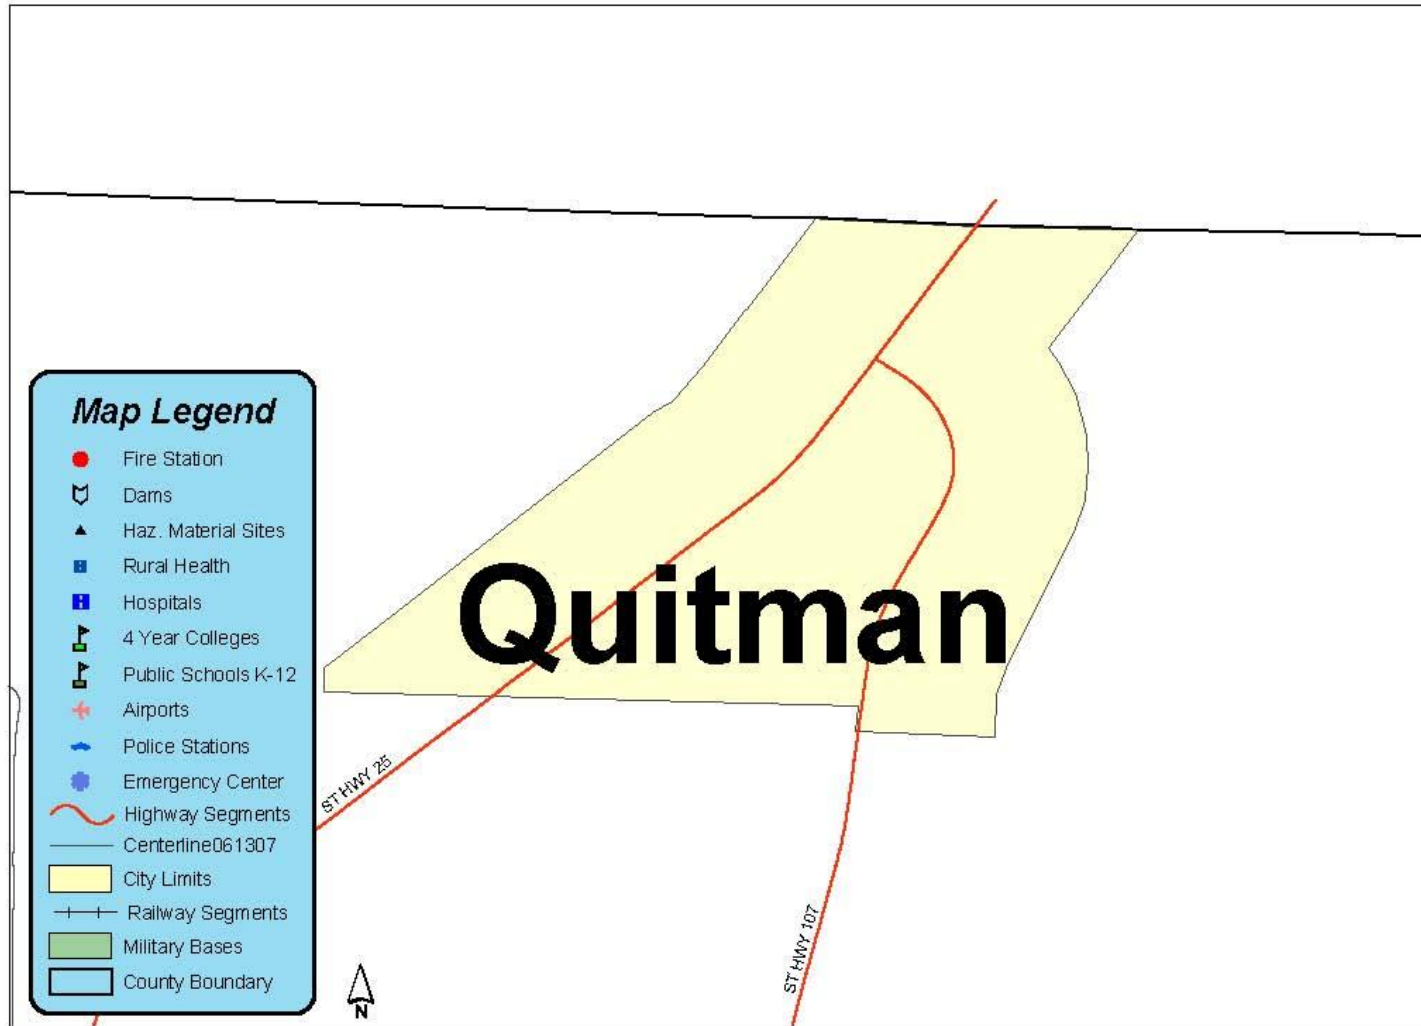 Quitman
Map Legend
Fire Station
Dams
Haz. Material Sites
Rural Health
Hospitals
4 Year Colleges
Public Schools K-12
Airports
Police Stations
Emergency Center
Highway Segments
Centerline061307
City Limits
Railway Segments
Military Bases
County Boundary
ST HWY 25
ST HWY 107
N